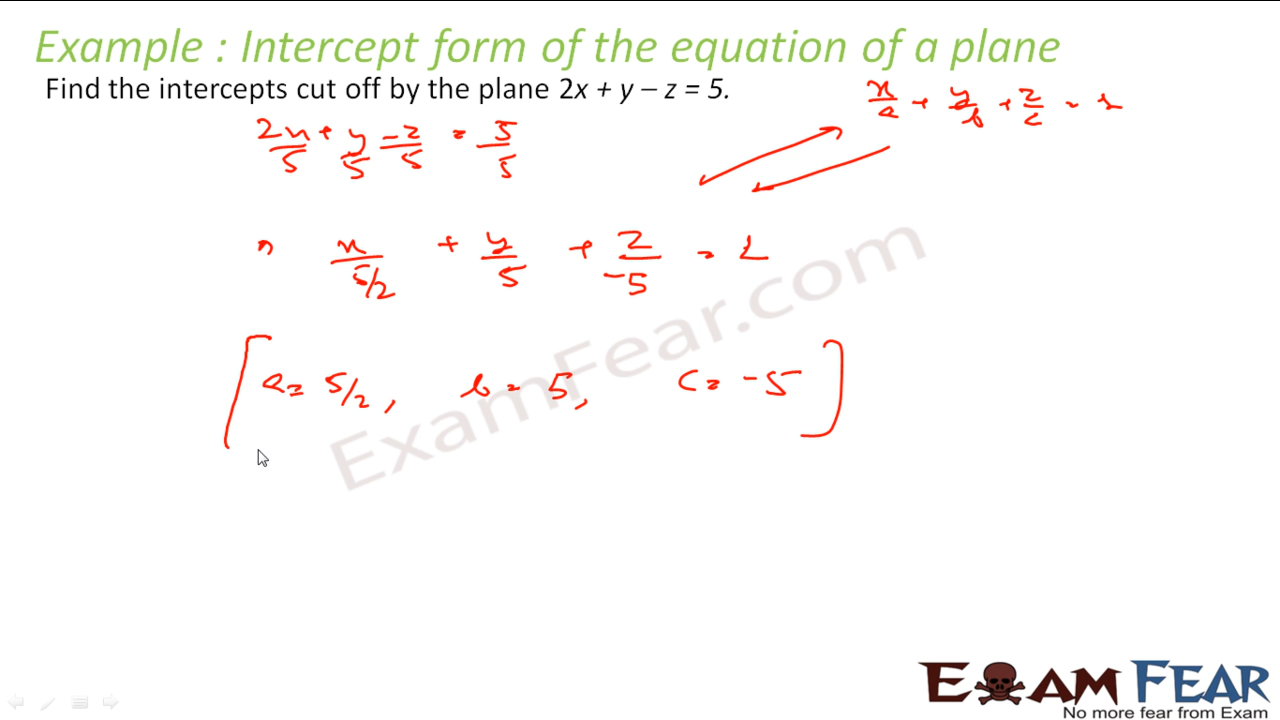 Example : Intercept form of the equation of a plane
Find the intercepts cut off by the plane 2x + y – z = 5.
x/a + y/b + z/c = 1
2x/5 + y/5 – z/5 = 5/5
= x/5/2 + y/5 + z/-5 = 1
a = 5/2, b = 5, c = -5
ExamFear.com
EXAM FEAR
No more fear from Exam